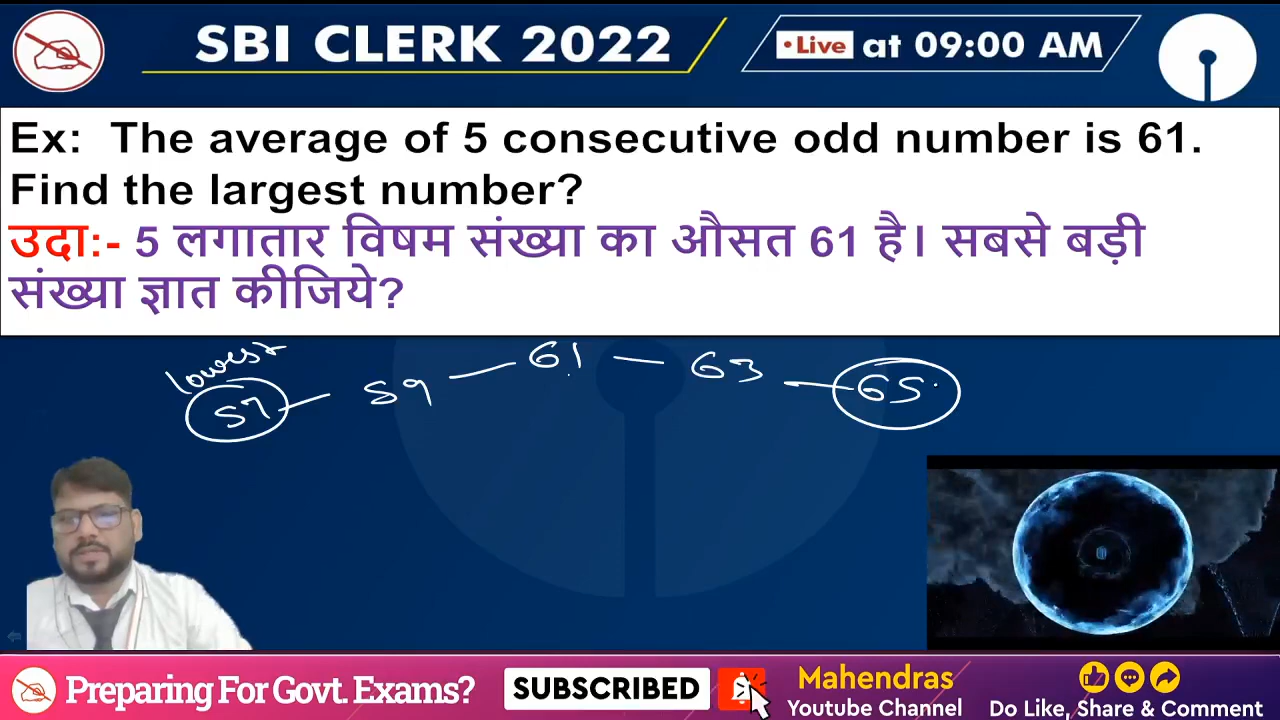 SBI CLERK 2022
•Live at 09:00 AM
Ex: The average of 5 consecutive odd number is 61.
Find the largest number?
उदा:- 5 लगातार विषम संख्या का औसत 61 है। सबसे बड़ी
संख्या ज्ञात कीजिये?
lowest
57 — 59 — 61 — 63 — 65
Preparing For Govt. Exams?
SUBSCRIBED
Mahendras
YouTube Channel
Do Like, Share & Comment